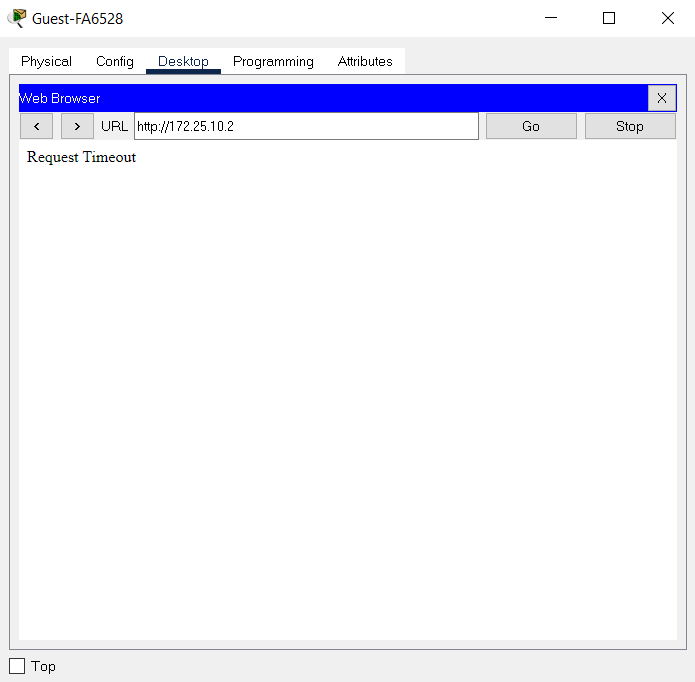 Guest-FA6528
Physical Config Desktop Programming Attributes
Web Browser X
< > URL http://172.25.10.2 Go Stop
Request Timeout
Top